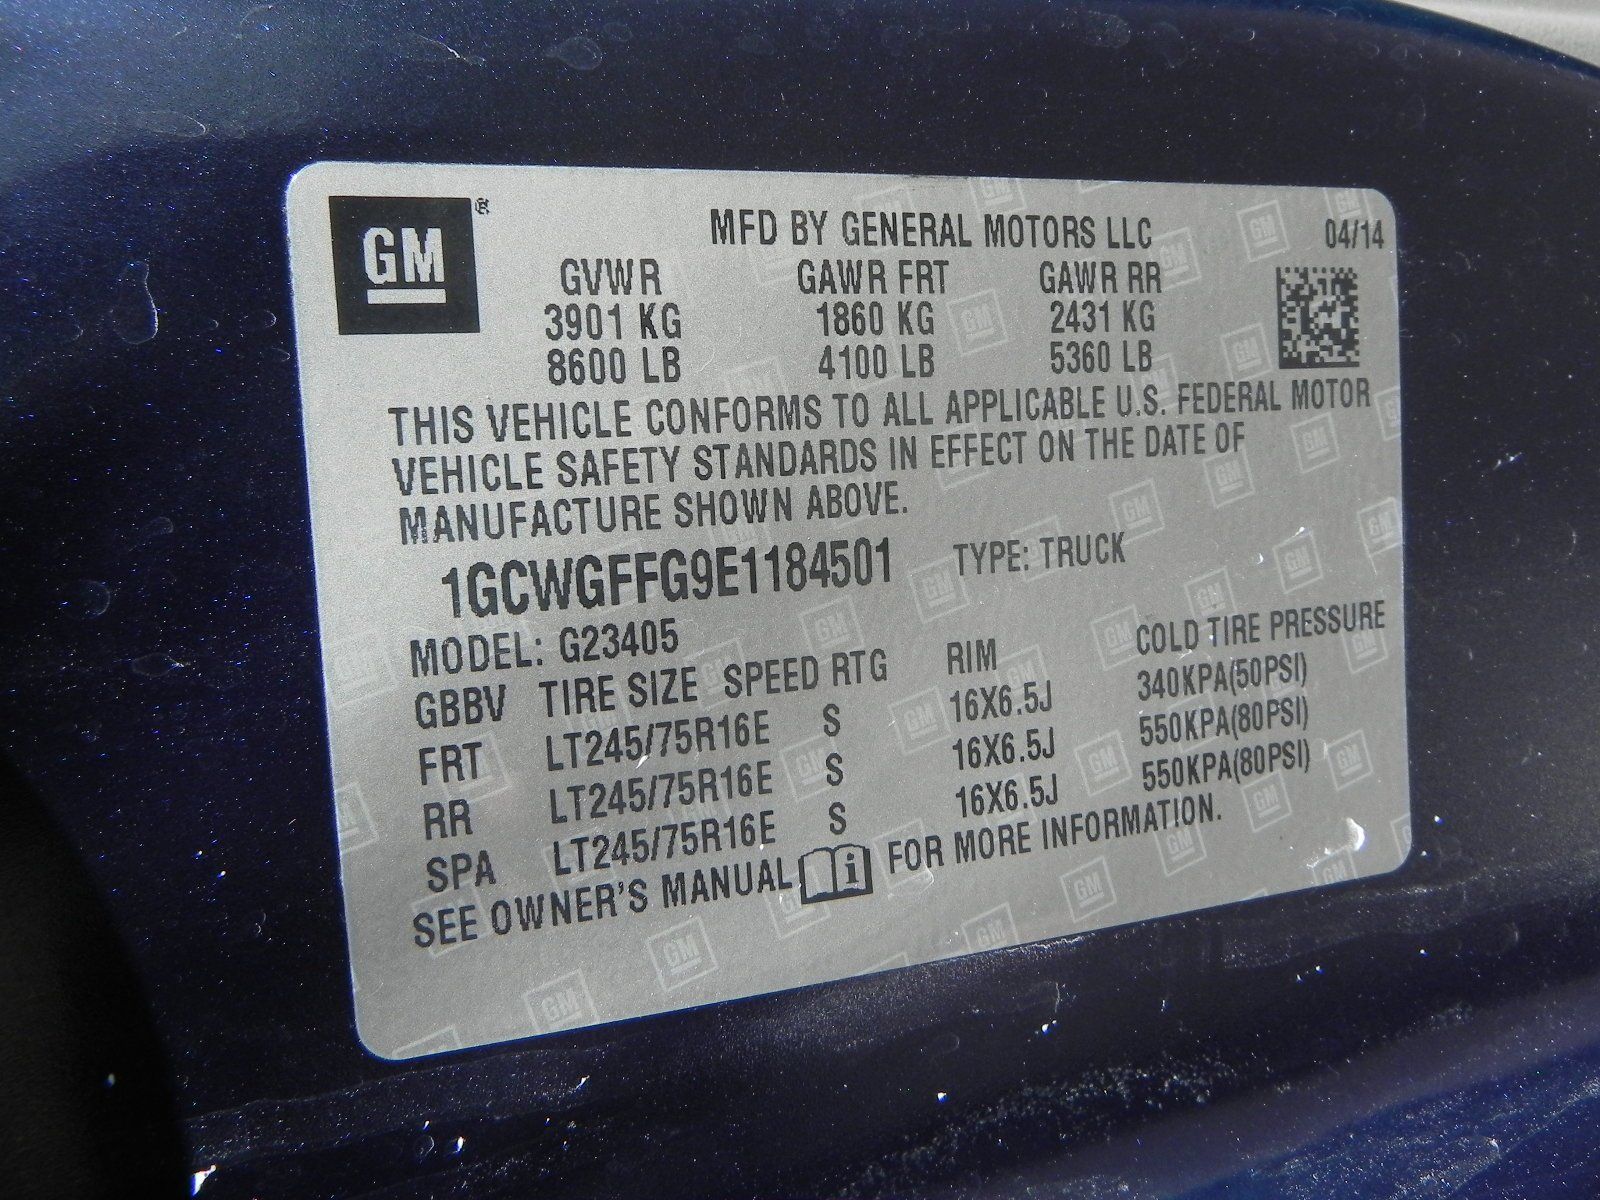 GM ®
MFD BY GENERAL MOTORS LLC 04/14
GVWR GAWR FRT GAWR RR
3901 KG 1860 KG 2431 KG
8600 LB 4100 LB 5360 LB
THIS VEHICLE CONFORMS TO ALL APPLICABLE U.S. FEDERAL MOTOR
VEHICLE SAFETY STANDARDS IN EFFECT ON THE DATE OF
MANUFACTURE SHOWN ABOVE.
1GCWGFFG9E1184501 TYPE: TRUCK
MODEL: G23405
GBBV TIRE SIZE SPEED RTG RIM COLD TIRE PRESSURE
FRT LT245/75R16E S 16X6.5J 340KPA(50PSI)
RR LT245/75R16E S 16X6.5J 550KPA(80PSI)
SPA LT245/75R16E S 16X6.5J 550KPA(80PSI)
SEE OWNER'S MANUAL i FOR MORE INFORMATION.